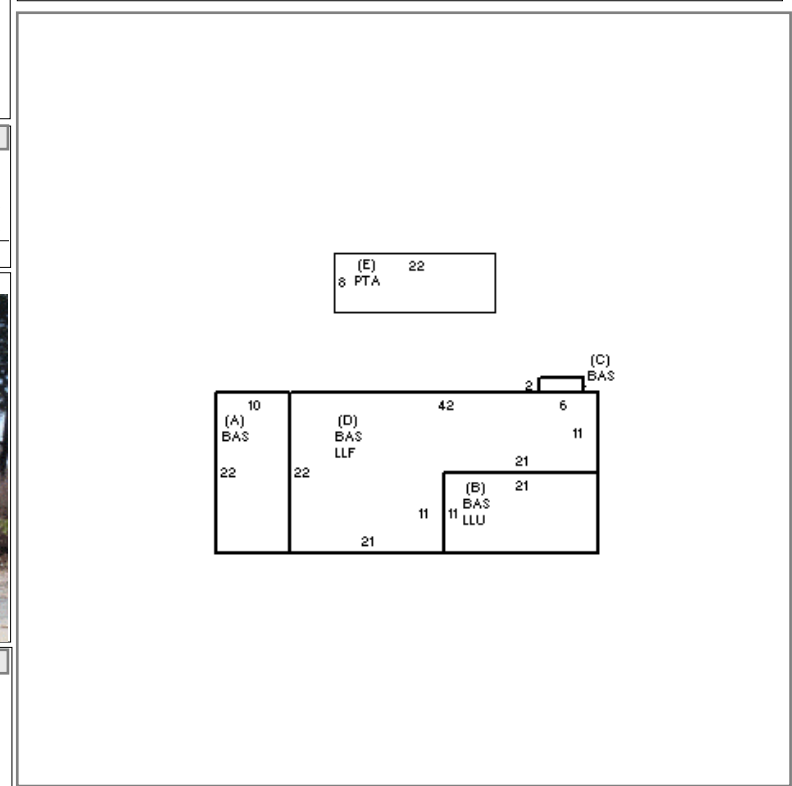 (E) 22
8 PTA
(C)
2 BAS
10 42 6
(A) (D) 11
BAS BAS
LLF
21
22 22
(B) 21
11 11 BAS
LLU
21